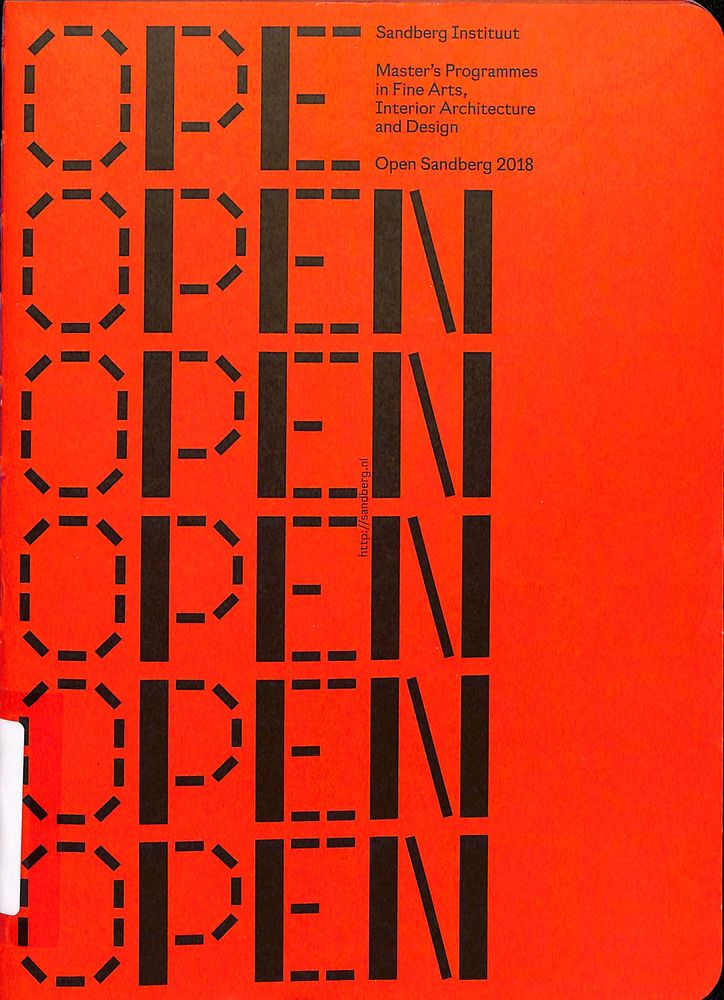 OPE
Sandberg Instituut
Master's Programmes
in Fine Arts,
Interior Architecture
and Design
Open Sandberg 2018
OPEN
OPEN
http://sandberg.nl
OPEN
OPEN
OPEN